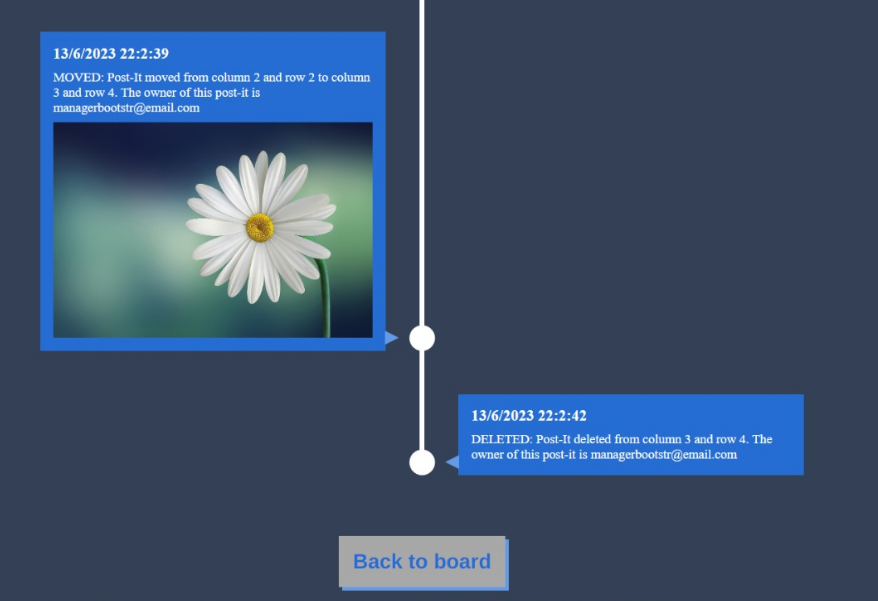 13/6/2023 22:2:39
MOVED: Post-It moved from column 2 and row 2 to column
3 and row 4. The owner of this post-it is
managerbootstr@email.com
13/6/2023 22:2:42
DELETED: Post-It deleted from column 3 and row 4. The
owner of this post-it is managerbootstr@email.com
Back to board